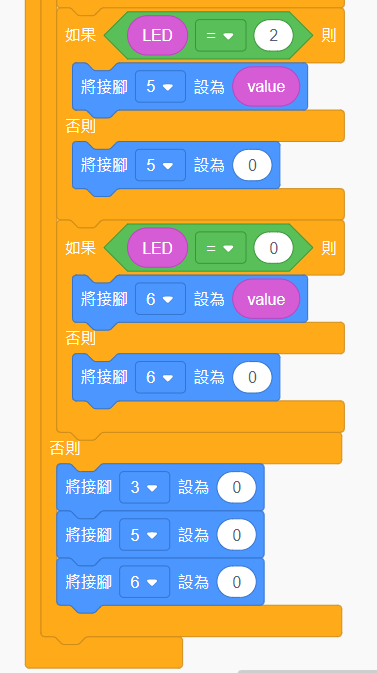 如果 LED = 2 則
將接腳 5 設為 value
否則
將接腳 5 設為 0
如果 LED = 0 則
將接腳 6 設為 value
否則
將接腳 6 設為 0
否則
將接腳 3 設為 0
將接腳 5 設為 0
將接腳 6 設為 0